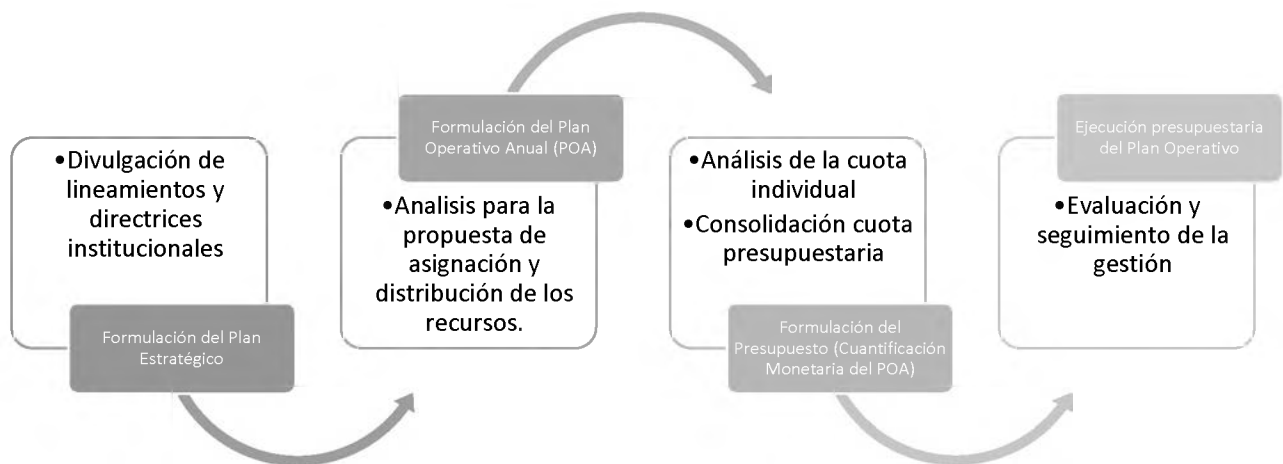 •Divulgación de
lineamientos y
directrices
institucionales
Formulación del Plan
Estratégico
Formulación del Plan
Operativo Anual (POA)
•Analisis para la
propuesta de
asignación y
distribución de los
recursos.
•Análisis de la cuota
individual
•Consolidación cuota
presupuestaria
Formulación del
Presupuesto (Cuantificación
Monetaria del POA)
Ejecución presupuestaria
del Plan Operativo
•Evaluación y
seguimiento de la
gestión